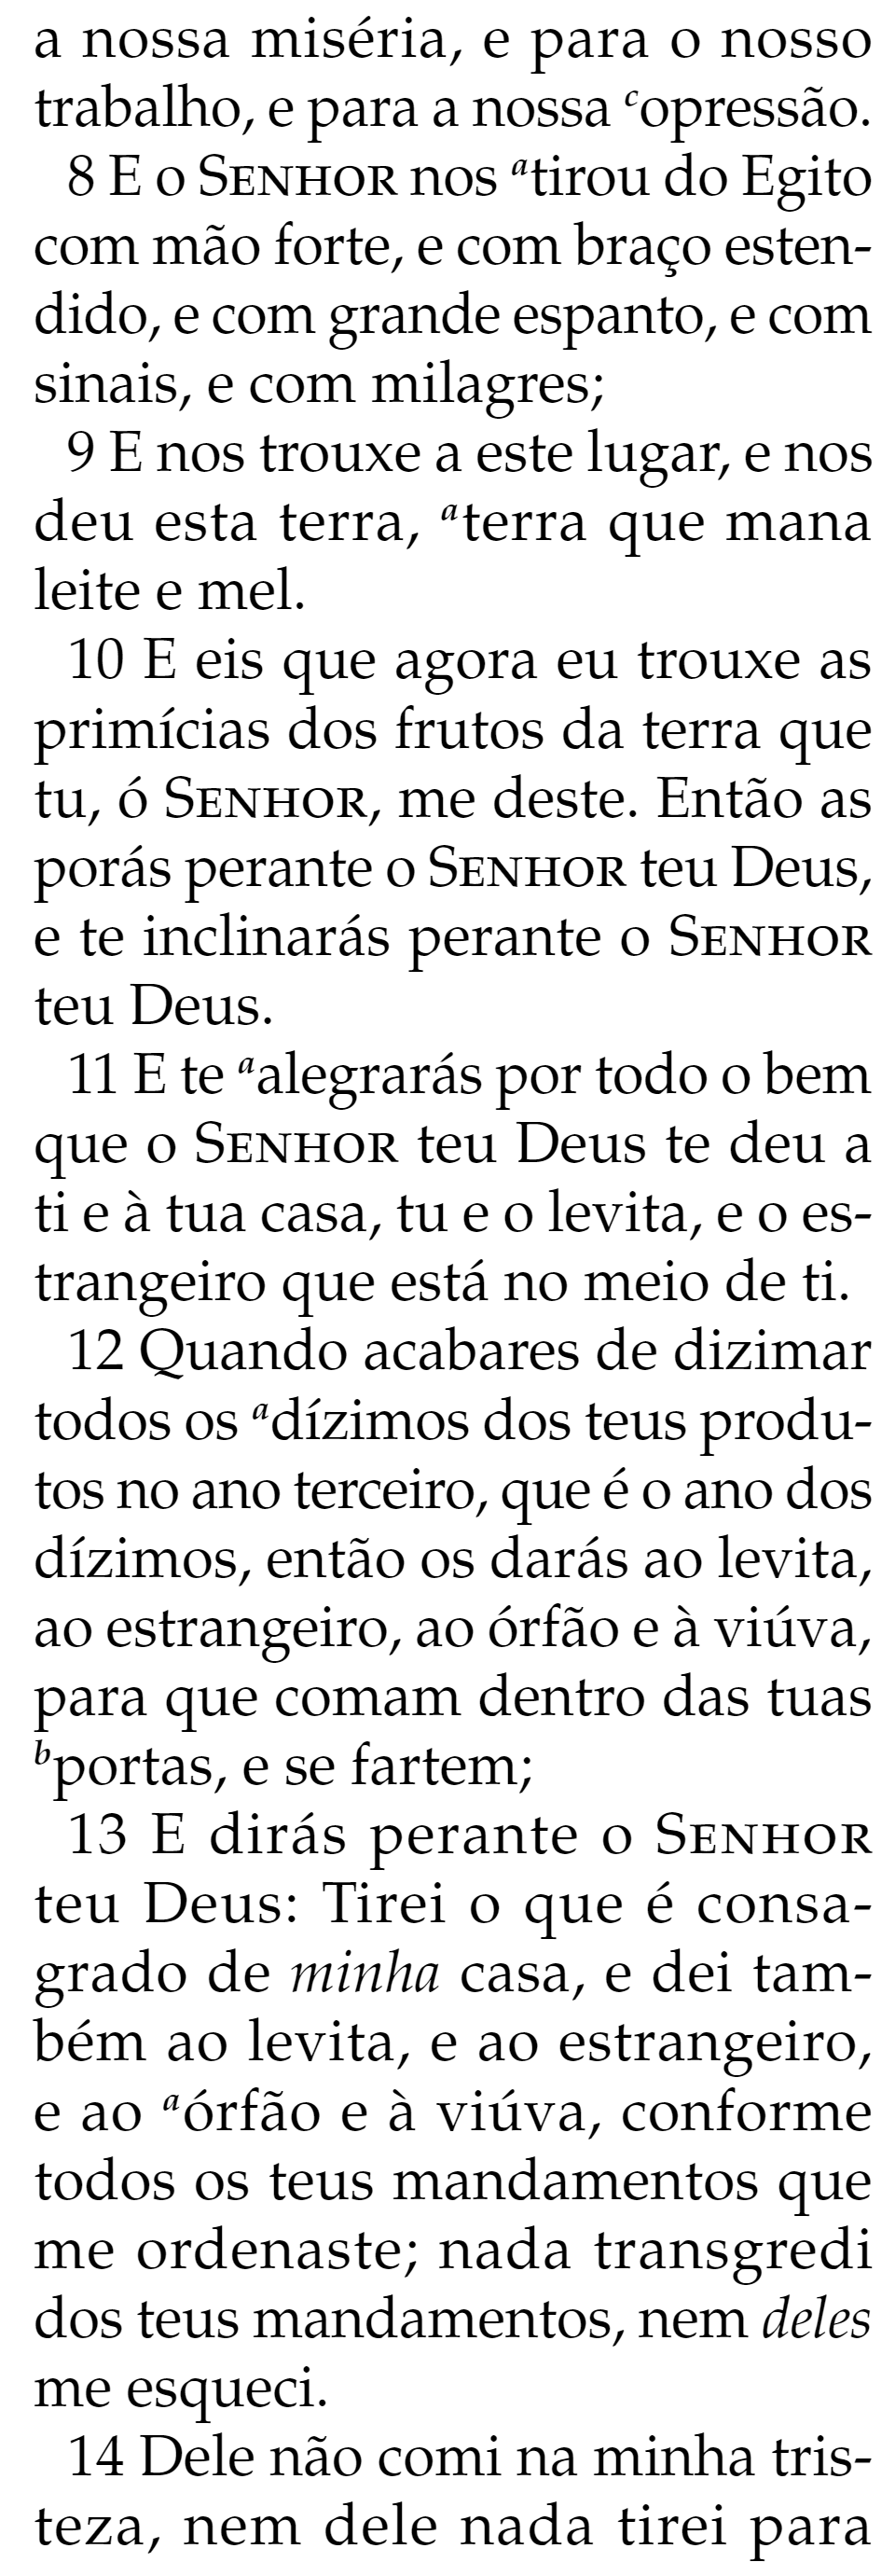 a nossa miséria, e para o nosso
trabalho, e para a nossa ᶜopressão.
8 E o SENHOR nos ᵃtirou do Egito
com mão forte, e com braço esten-
dido, e com grande espanto, e com
sinais, e com milagres;
9 E nos trouxe a este lugar, e nos
deu esta terra, ᵃterra que mana
leite e mel.
10 E eis que agora eu trouxe as
primícias dos frutos da terra que
tu, ó SENHOR, me deste. Então as
porás perante o SENHOR teu Deus,
e te inclinarás perante o SENHOR
teu Deus.
11 E te ᵃalegrarás por todo o bem
que o SENHOR teu Deus te deu a
ti e à tua casa, tu e o levita, e o es-
trangeiro que está no meio de ti.
12 Quando acabares de dizimar
todos os ᵃdízimos dos teus produ-
tos no ano terceiro, que é o ano dos
dízimos, então os darás ao levita,
ao estrangeiro, ao órfão e à viúva,
para que comam dentro das tuas
ᵇportas, e se fartem;
13 E dirás perante o SENHOR
teu Deus: Tirei o que é consa-
grado de minha casa, e dei tam-
bém ao levita, e ao estrangeiro,
e ao ᵃórfão e à viúva, conforme
todos os teus mandamentos que
me ordenaste; nada transgredi
dos teus mandamentos, nem deles
me esqueci.
14 Dele não comi na minha tris-
teza, nem dele nada tirei para